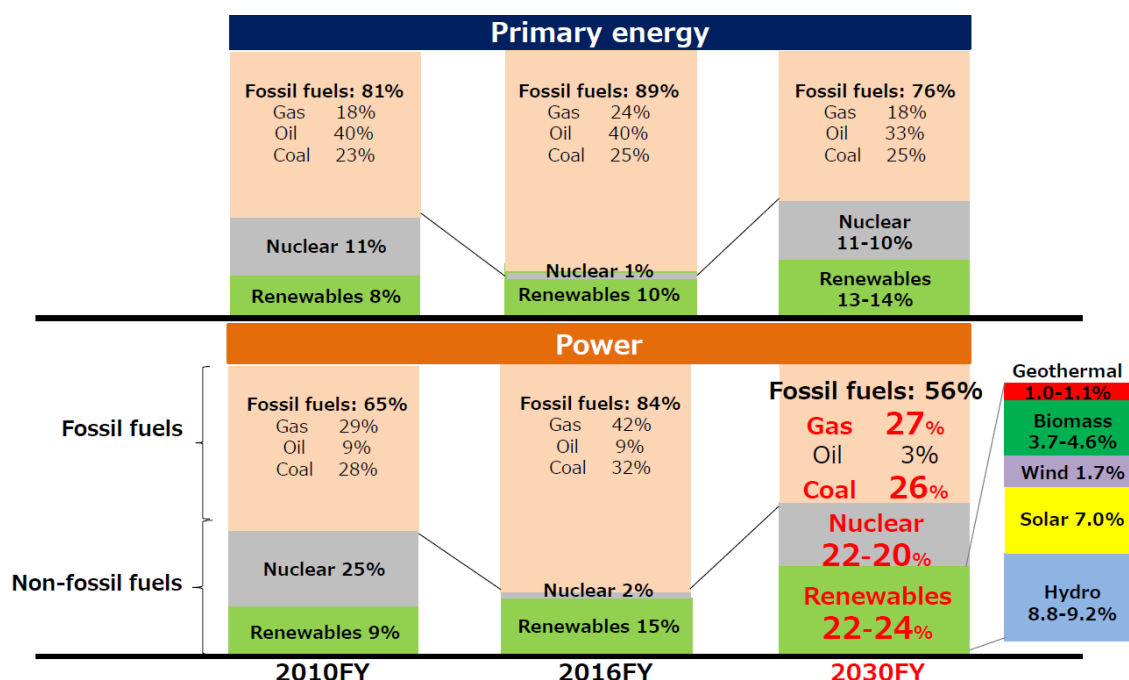 Primary energy
Fossil fuels: 81%
Gas 18%
Oil 40%
Coal 23%
Nuclear 11%
Renewables 8%
Fossil fuels: 89%
Gas 24%
Oil 40%
Coal 25%
Nuclear 1%
Renewables 10%
Fossil fuels: 76%
Gas 18%
Oil 33%
Coal 25%
Nuclear
11-10%
Renewables
13-14%
Power
Fossil fuels
Non-fossil fuels
Fossil fuels: 65%
Gas 29%
Oil 9%
Coal 28%
Nuclear 25%
Renewables 9%
Fossil fuels: 84%
Gas 42%
Oil 9%
Coal 32%
Nuclear 2%
Renewables 15%
Fossil fuels: 56%
Gas 27%
Oil 3%
Coal 26%
Nuclear
22-20%
Renewables
22-24%
Geothermal
1.0-1.1%
Biomass
3.7-4.6%
Wind 1.7%
Solar 7.0%
Hydro
8.8-9.2%
2010FY
2016FY
2030FY